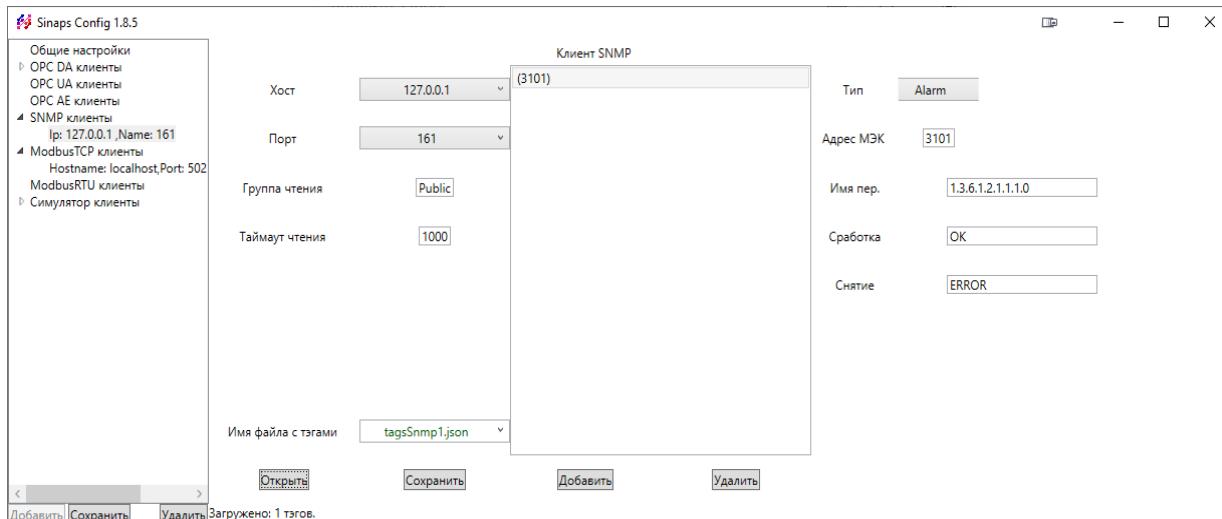 Sinaps Config 1.8.5
Общие настройки
OPC DA клиенты
OPC UA клиенты
OPC AE клиенты
SNMP клиенты
Ip: 127.0.0.1 ,Name: 161
ModbusTCP клиенты
Hostname: localhost,Port: 502
ModbusRTU клиенты
Симулятор клиенты
Добавить Сохранить Удалить
Клиент SNMP
Хост 127.0.0.1
Порт 161
Группа чтения Public
Таймаут чтения 1000
Имя файла с тэгами tagsSnmp1.json
(3101)
Тип Alarm
Адрес МЭК 3101
Имя пер. 1.3.6.1.2.1.1.1.0
Сработка OK
Снятие ERROR
Открыть Сохранить Добавить Удалить
Загружено: 1 тэгов.